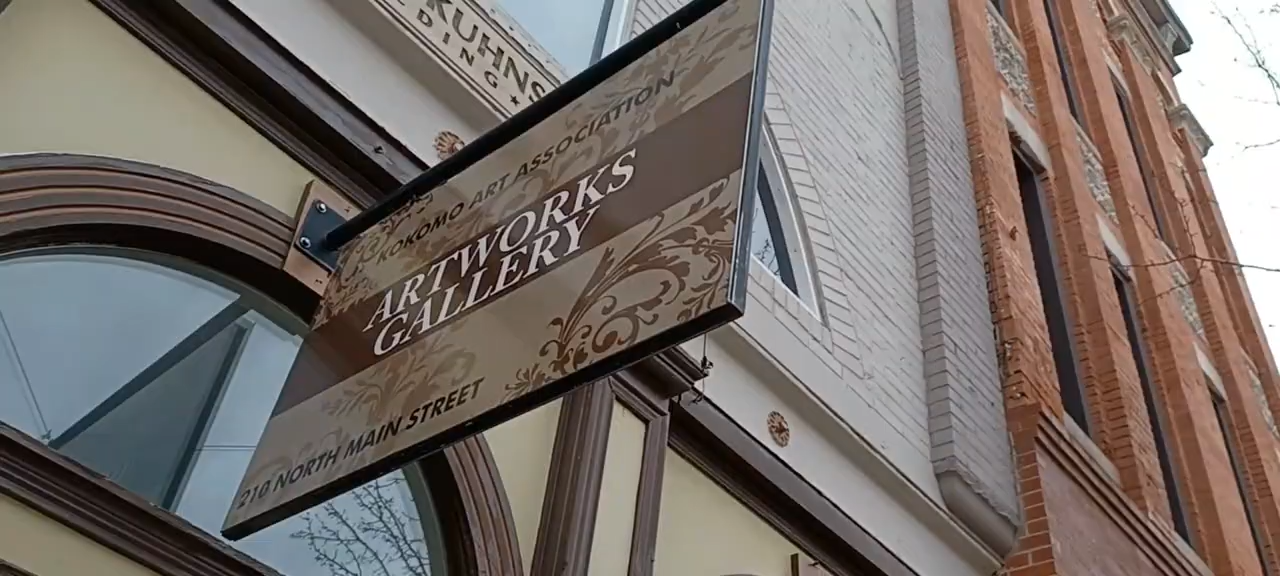 KUHNS
DING ★
KOKOMO ART ASSOCIATION
ARTWORKS
GALLERY
210 NORTH MAIN STREET